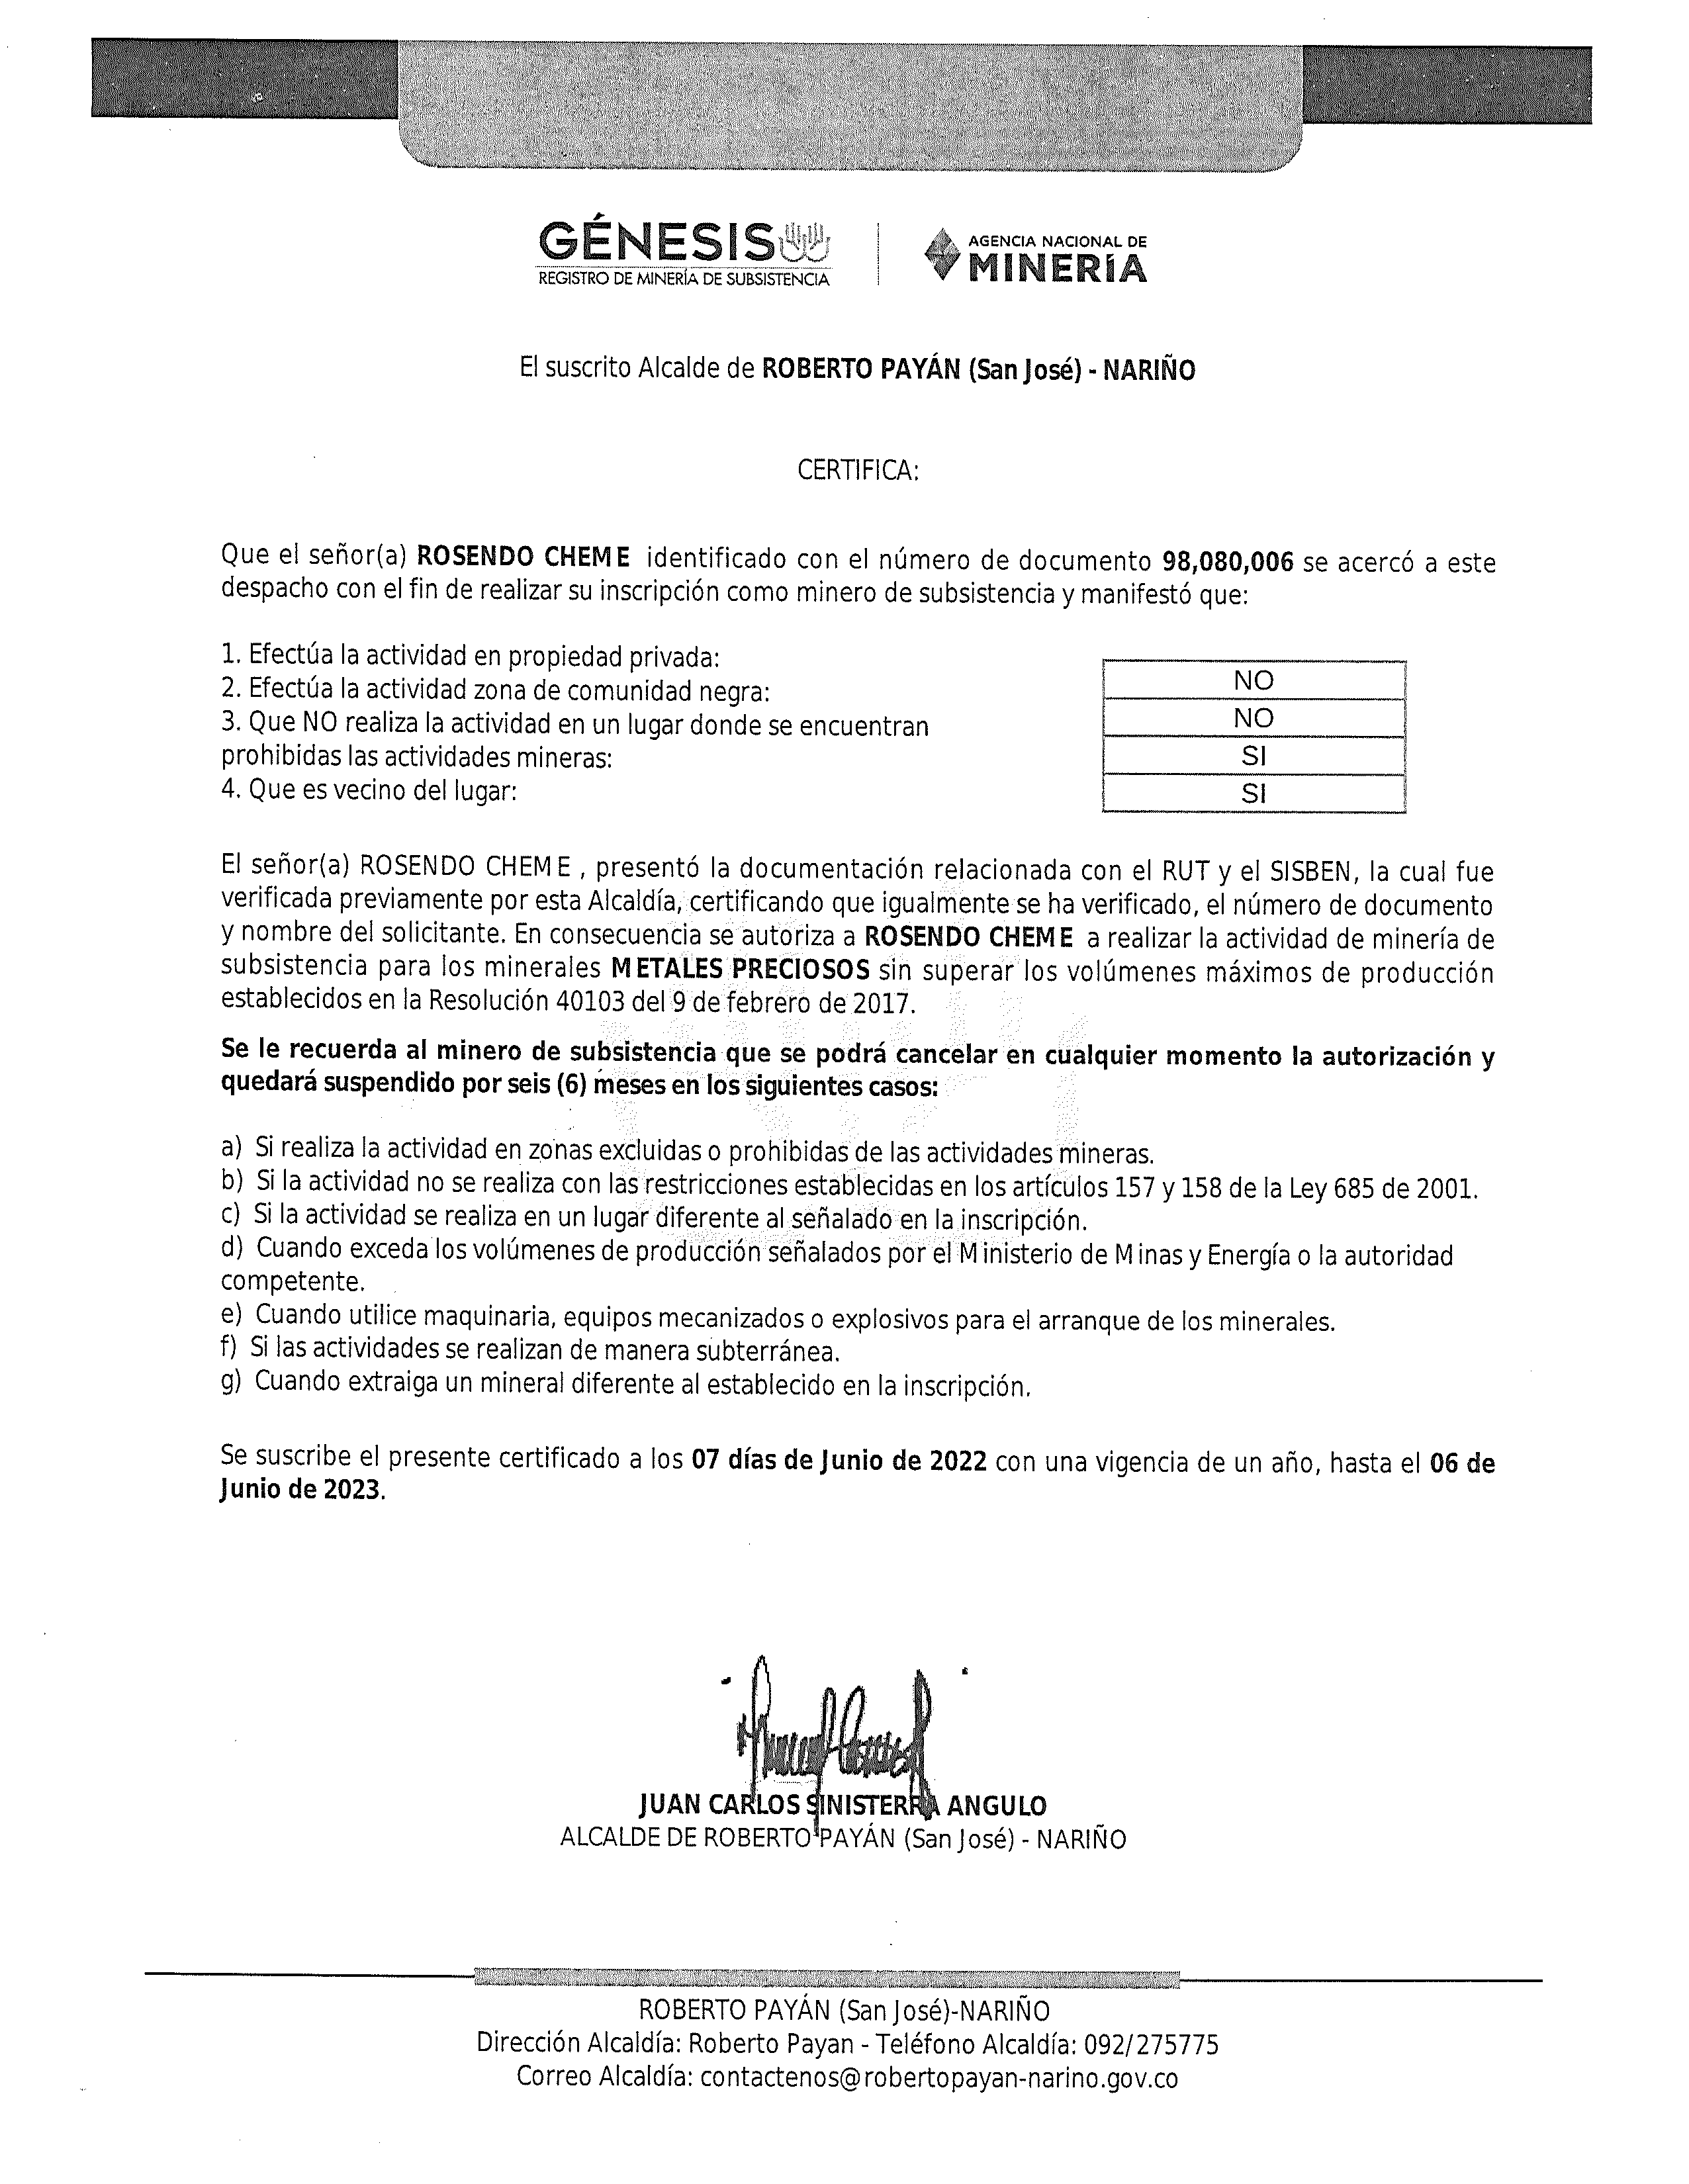 GÉNESIS
REGISTRO DE MINERÍA DE SUBSISTENCIA
AGENCIA NACIONAL DE
MINERÍA
El suscrito Alcalde de ROBERTO PAYÁN (San José) - NARIÑO
CERTIFICA:
Que el señor(a) ROSENDO CHEME identificado con el número de documento 98,080,006 se acercó a este
despacho con el fin de realizar su inscripción como minero de subsistencia y manifestó que:
1. Efectúa la actividad en propiedad privada:
NO
2. Efectúa la actividad zona de comunidad negra:
NO
3. Que NO realiza la actividad en un lugar donde se encuentran
prohibidas las actividades mineras:
SI
4. Que es vecino del lugar:
SI
El señor(a) ROSENDO CHEME , presentó la documentación relacionada con el RUT y el SISBEN, la cual fue
verificada previamente por esta Alcaldía, certificando que igualmente se ha verificado, el número de documento
y nombre del solicitante. En consecuencia se autoriza a ROSENDO CHEME a realizar la actividad de minería de
subsistencia para los minerales METALES PRECIOSOS sin superar los volúmenes máximos de producción
establecidos en la Resolución 40103 del 9 de febrero de 2017.
Se le recuerda al minero de subsistencia que se podrá cancelar en cualquier momento la autorización y
quedará suspendido por seis (6) meses en los siguientes casos:
a) Si realiza la actividad en zonas excluidas o prohibidas de las actividades mineras.
b) Si la actividad no se realiza con las restricciones establecidas en los artículos 157 y 158 de la Ley 685 de 2001.
c) Si la actividad se realiza en un lugar diferente al señalado en la inscripción.
d) Cuando exceda los volúmenes de producción señalados por el Ministerio de Minas y Energía o la autoridad
competente.
e) Cuando utilice maquinaria, equipos mecanizados o explosivos para el arranque de los minerales.
f) Si las actividades se realizan de manera subterránea.
g) Cuando extraiga un mineral diferente al establecido en la inscripción.
Se suscribe el presente certificado a los 07 días de Junio de 2022 con una vigencia de un año, hasta el 06 de
Junio de 2023.
JUAN CARLOS SINISTERRA ANGULO
ALCALDE DE ROBERTO PAYÁN (San José) - NARIÑO
ROBERTO PAYÁN (San José)-NARIÑO
Dirección Alcaldía: Roberto Payan - Teléfono Alcaldía: 092/275775
Correo Alcaldía: contactenos@robertopayan-narino.gov.co